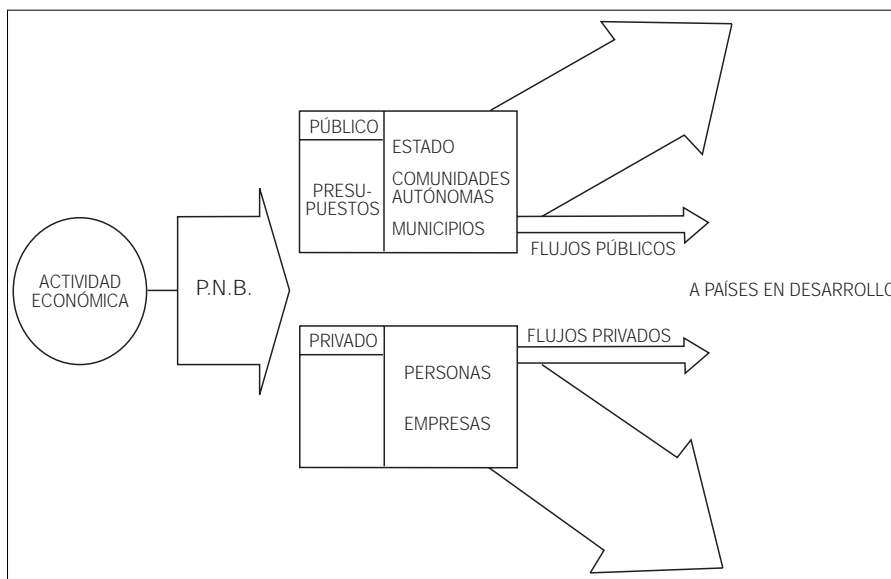 PÚBLICO
ESTADO
PRESU-
PUESTOS
COMUNIDADES
AUTÓNOMAS
MUNICIPIOS
FLUJOS PÚBLICOS
ACTIVIDAD
ECONÓMICA
P.N.B.
A PAÍSES EN DESARROLLO
PRIVADO
FLUJOS PRIVADOS
PERSONAS
EMPRESAS